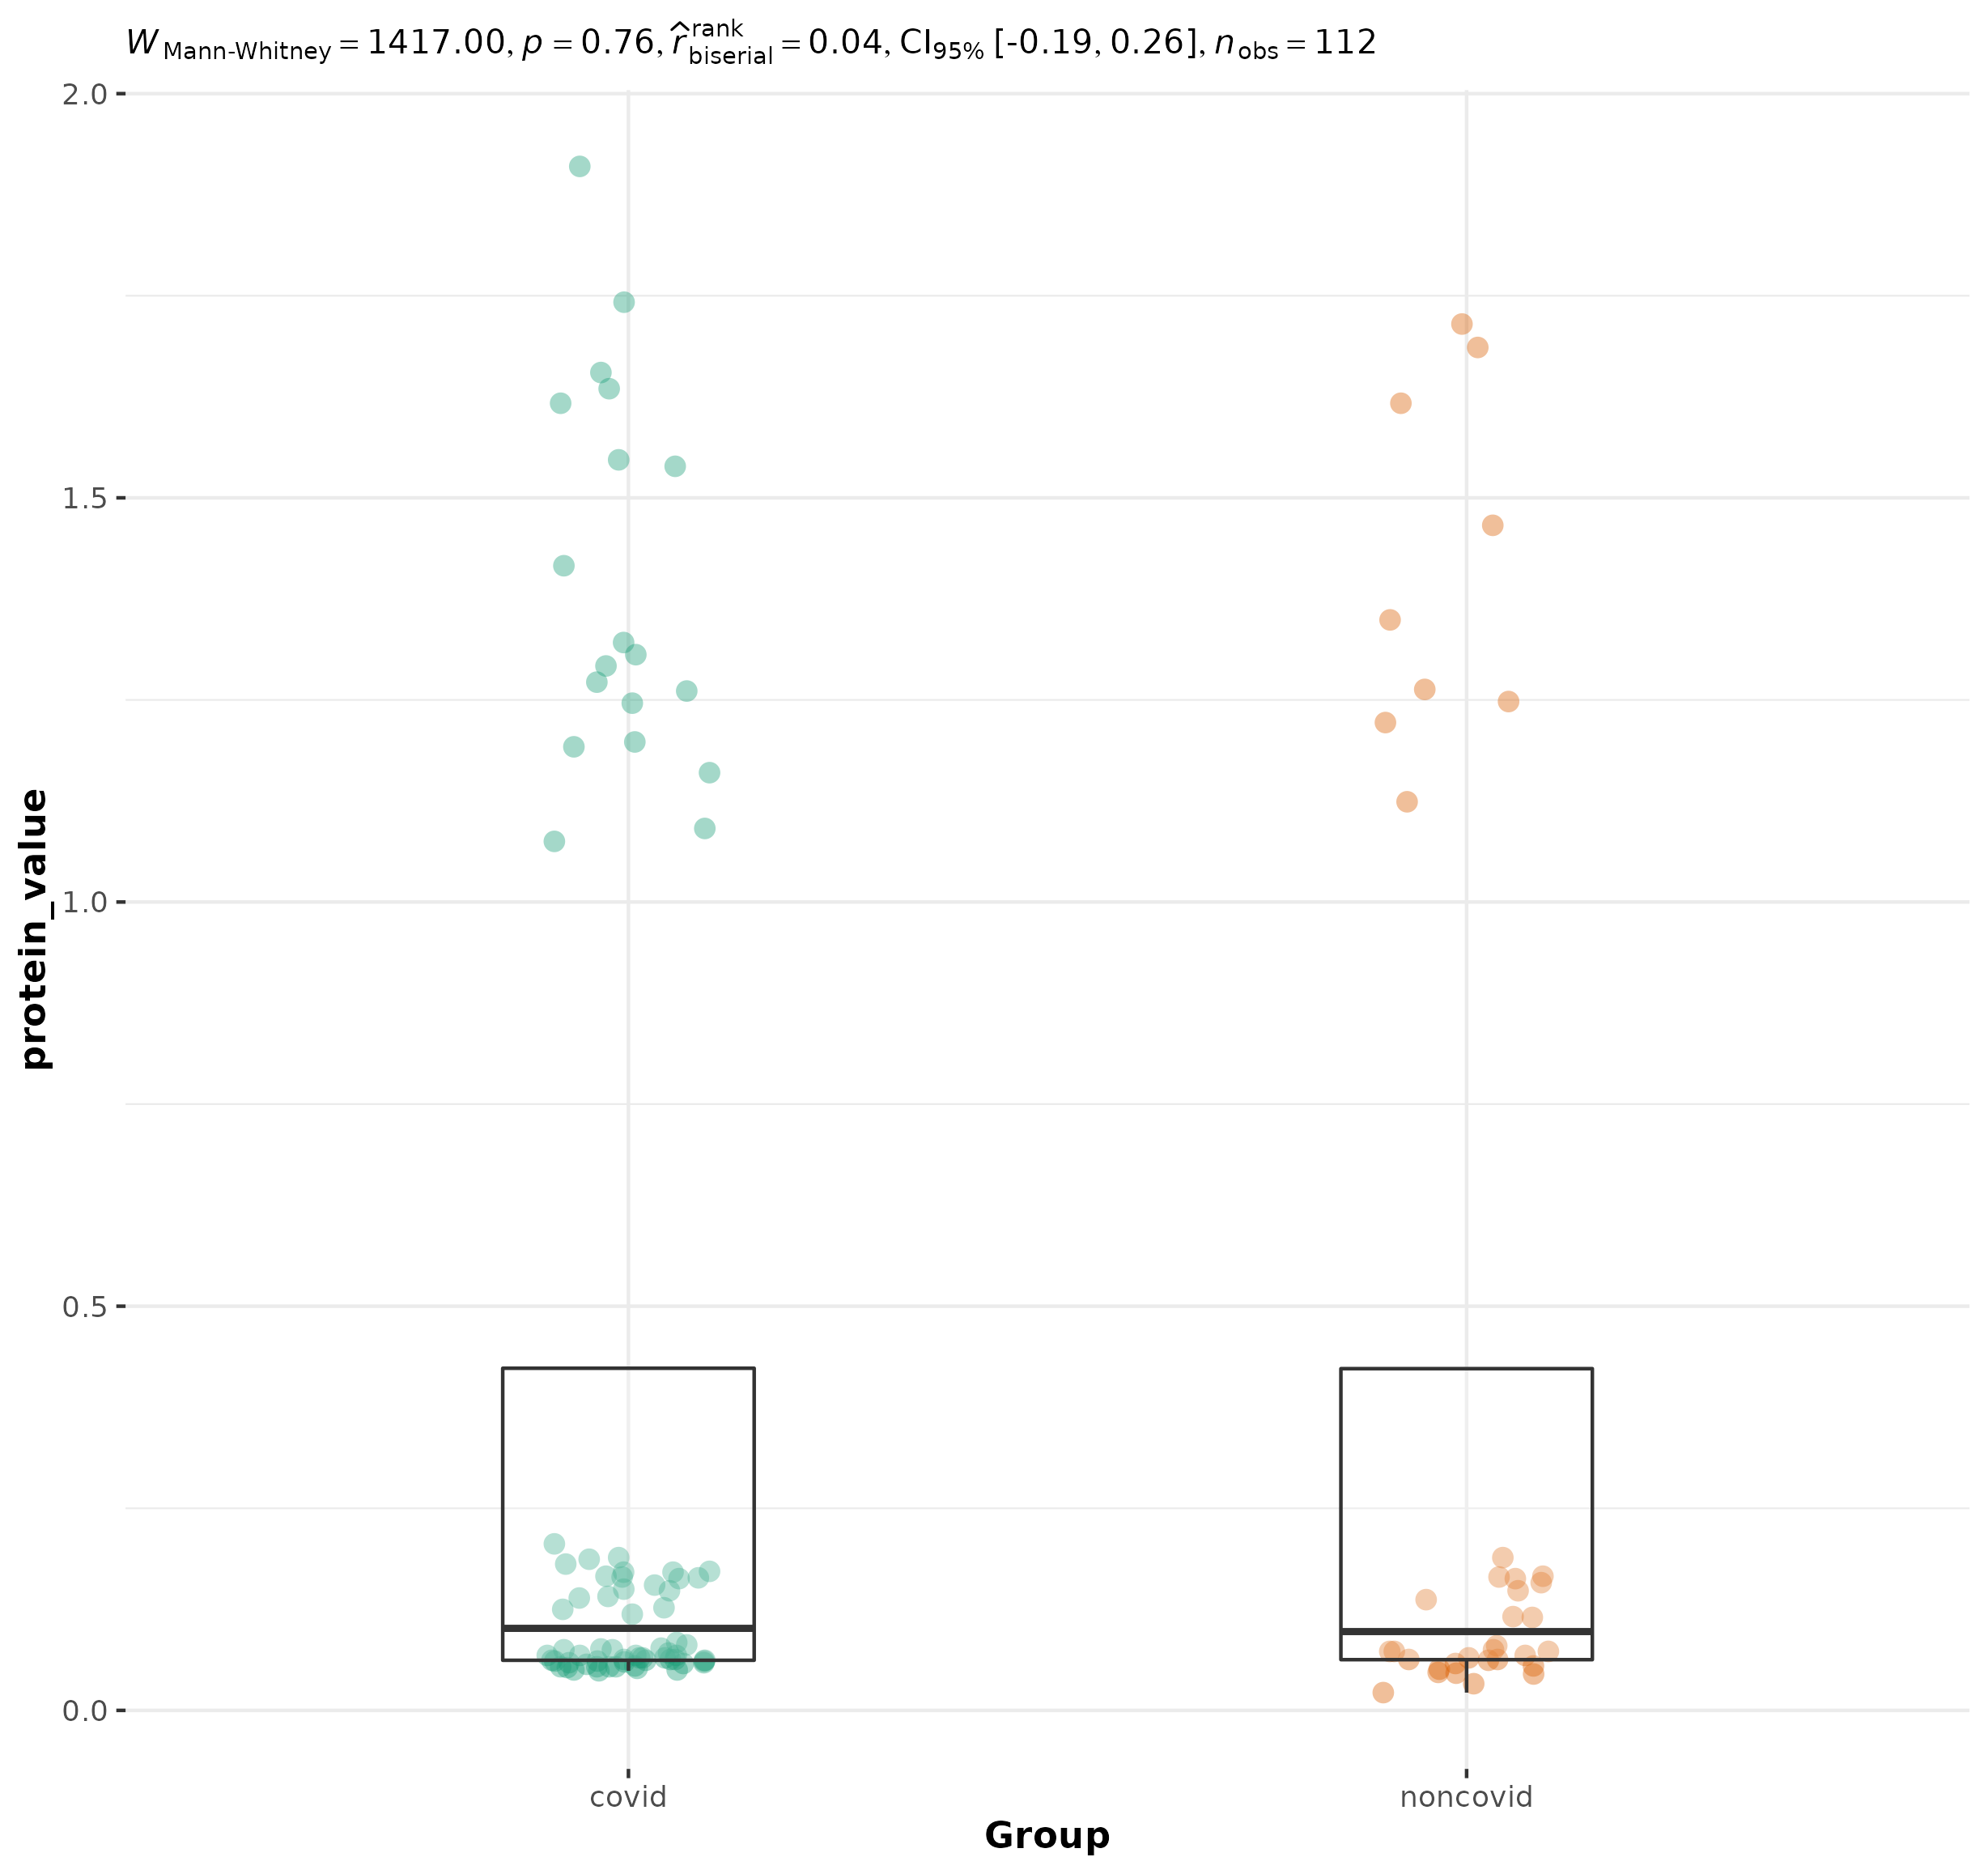 W Mann-Whitney = 1417.00, p = 0.76, r̂ rank biserial = 0.04, CI95% [-0.19, 0.26], n obs = 112
2.0
1.5
1.0
0.5
0.0
protein_value
covid noncovid
Group